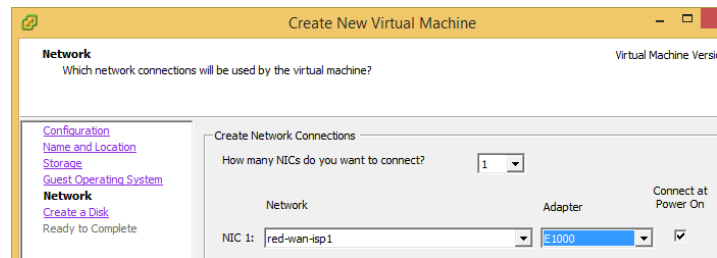 Create New Virtual Machine
Network
Which network connections will be used by the virtual machine?
Virtual Machine
Configuration
Name and Location
Storage
Guest Operating System
Network
Create a Disk
Ready to Complete
Create Network Connections
How many NICs do you want to connect? 1
Network Adapter Connect at Power On
NIC 1: red-wan-isp1 E1000